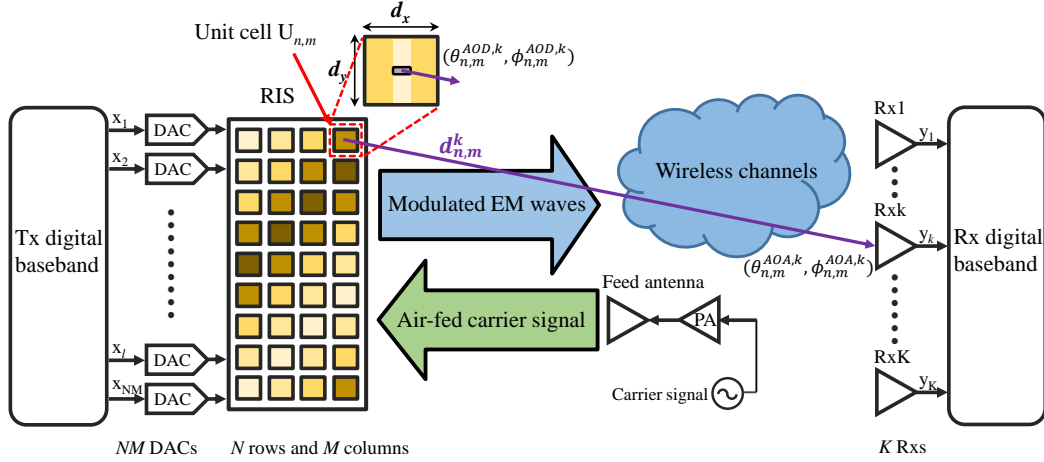 Unit cell U_{n,m}
d_x
d_y
(θ_{n,m}^{AOD,k}, ϕ_{n,m}^{AOD,k})
RIS
x_1
DAC
x_2
DAC
Tx digital
baseband
x_l
DAC
x_{NM}
DAC
NM DACs
N rows and M columns
d_{n,m}^k
Modulated EM waves
Air-fed carrier signal
Wireless channels
(θ_{n,m}^{AOA,k}, ϕ_{n,m}^{AOA,k})
Feed antenna
PA
Carrier signal
Rx1
y_1
Rxk
y_k
RxK
y_K
Rx digital
baseband
K Rxs